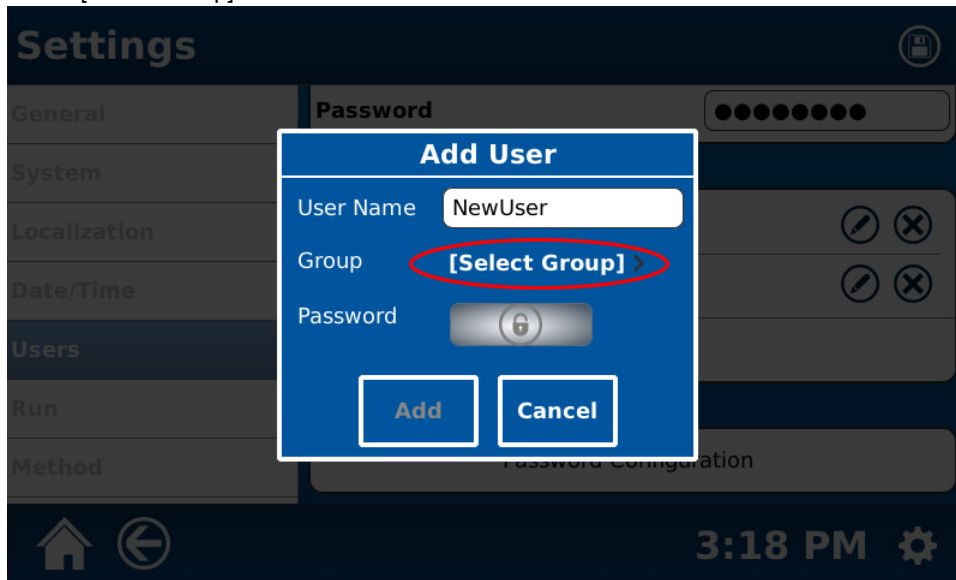 Settings
General
Password
System
Localization
Date/Time
Users
Run
Method
Add User
User Name NewUser
Group [Select Group] >
Password
Add Cancel
Password Configuration
3:18 PM